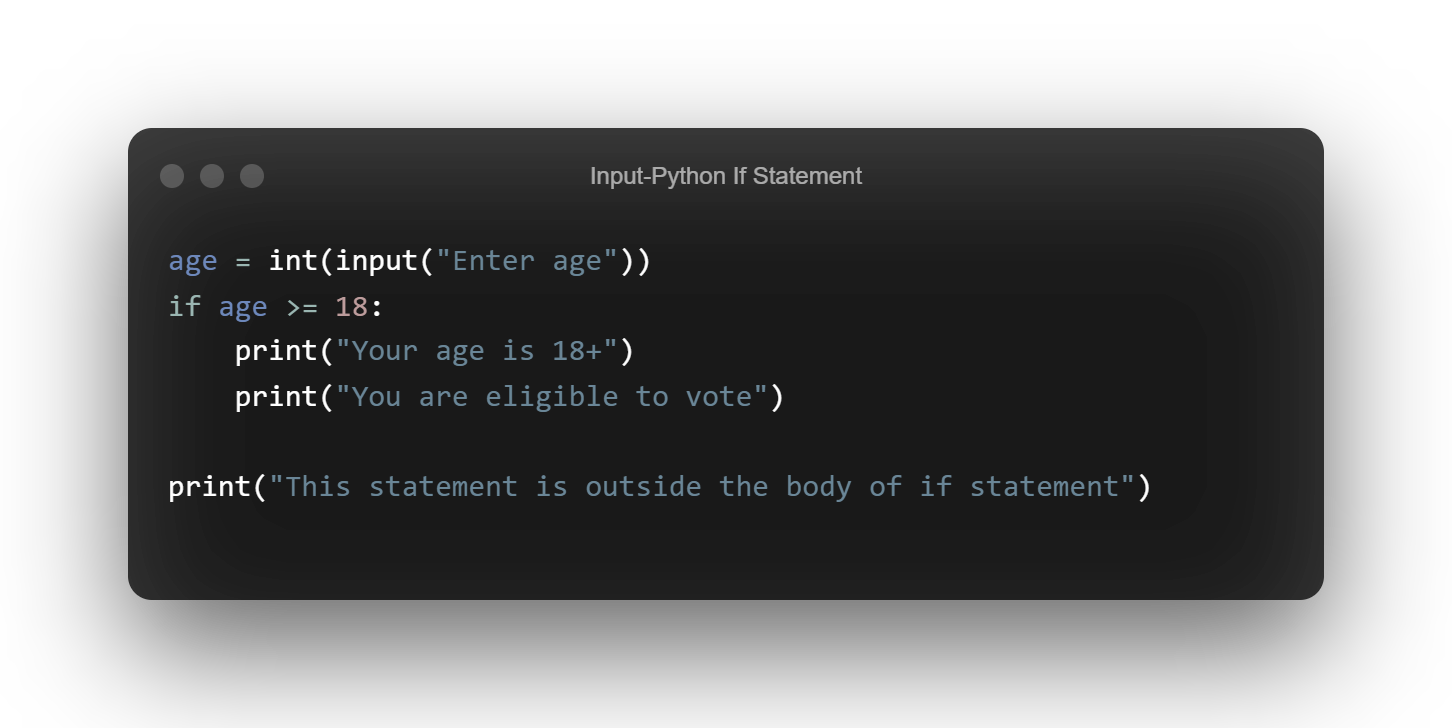 Input-Python If Statement
age = int(input("Enter age"))
if age >= 18:
    print("Your age is 18+")
    print("You are eligible to vote")
print("This statement is outside the body of if statement")